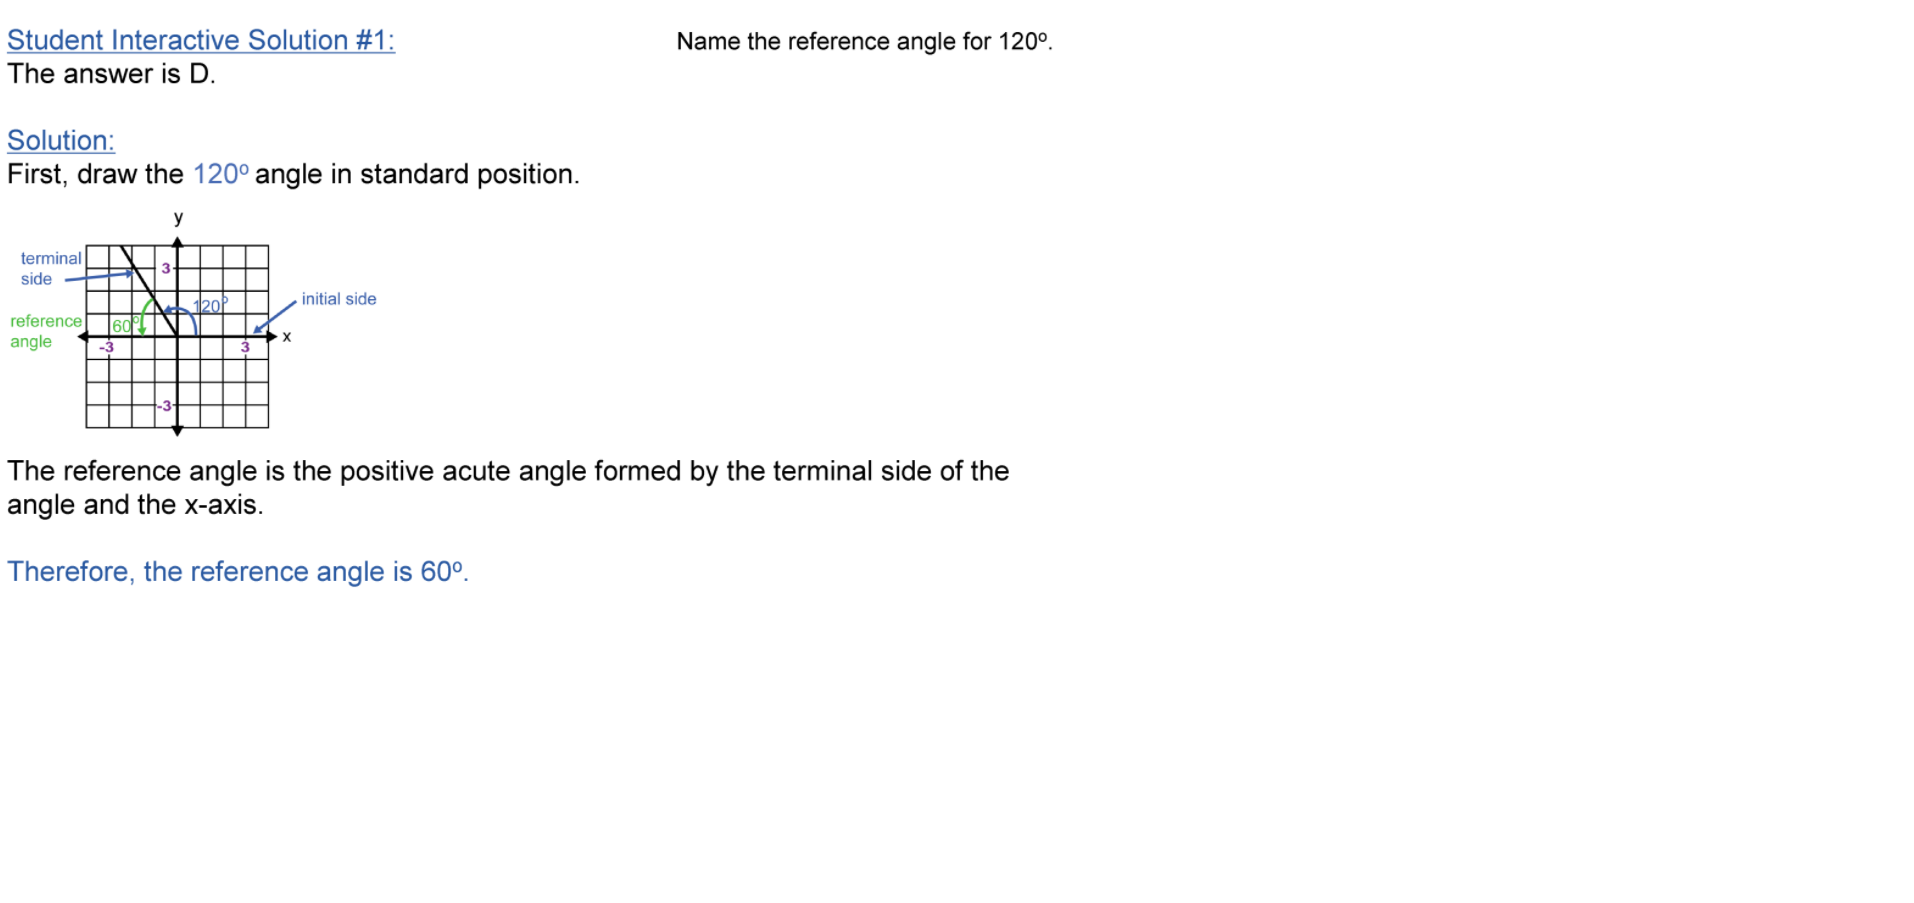 Student Interactive Solution #1:
Name the reference angle for 120º.
The answer is D.
Solution:
First, draw the 120º angle in standard position.
y
terminal
side
3
120º
initial side
reference
angle
60º
x
-3
3
-3
The reference angle is the positive acute angle formed by the terminal side of the
angle and the x-axis.
Therefore, the reference angle is 60º.